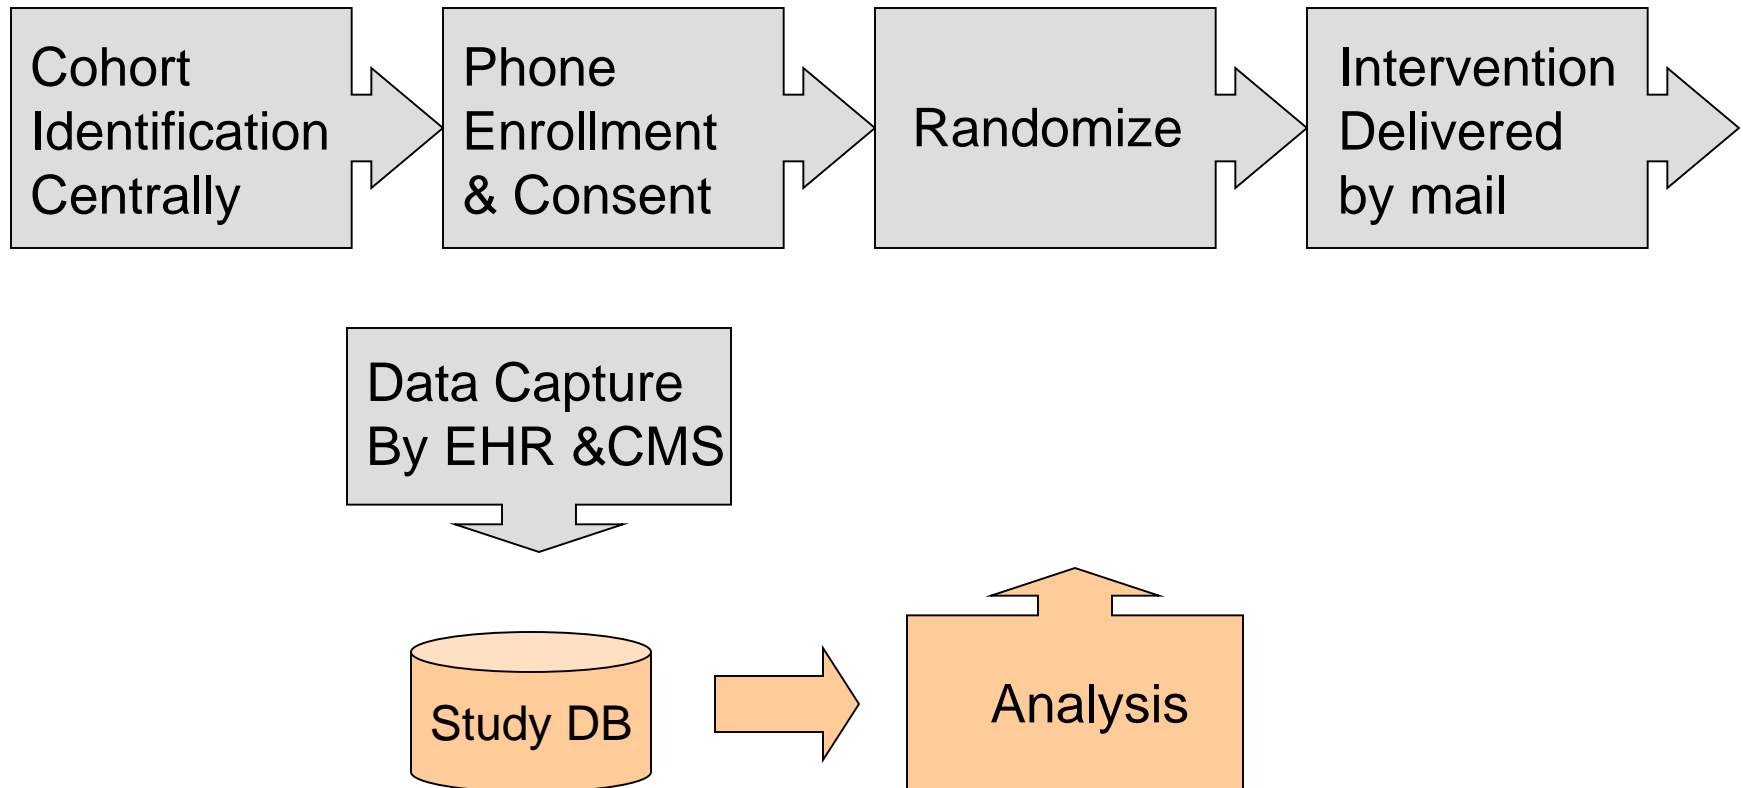 Cohort
Identification
Centrally
Phone
Enrollment
& Consent
Randomize
Intervention
Delivered
by mail
Data Capture
By EHR &CMS
Study DB
Analysis